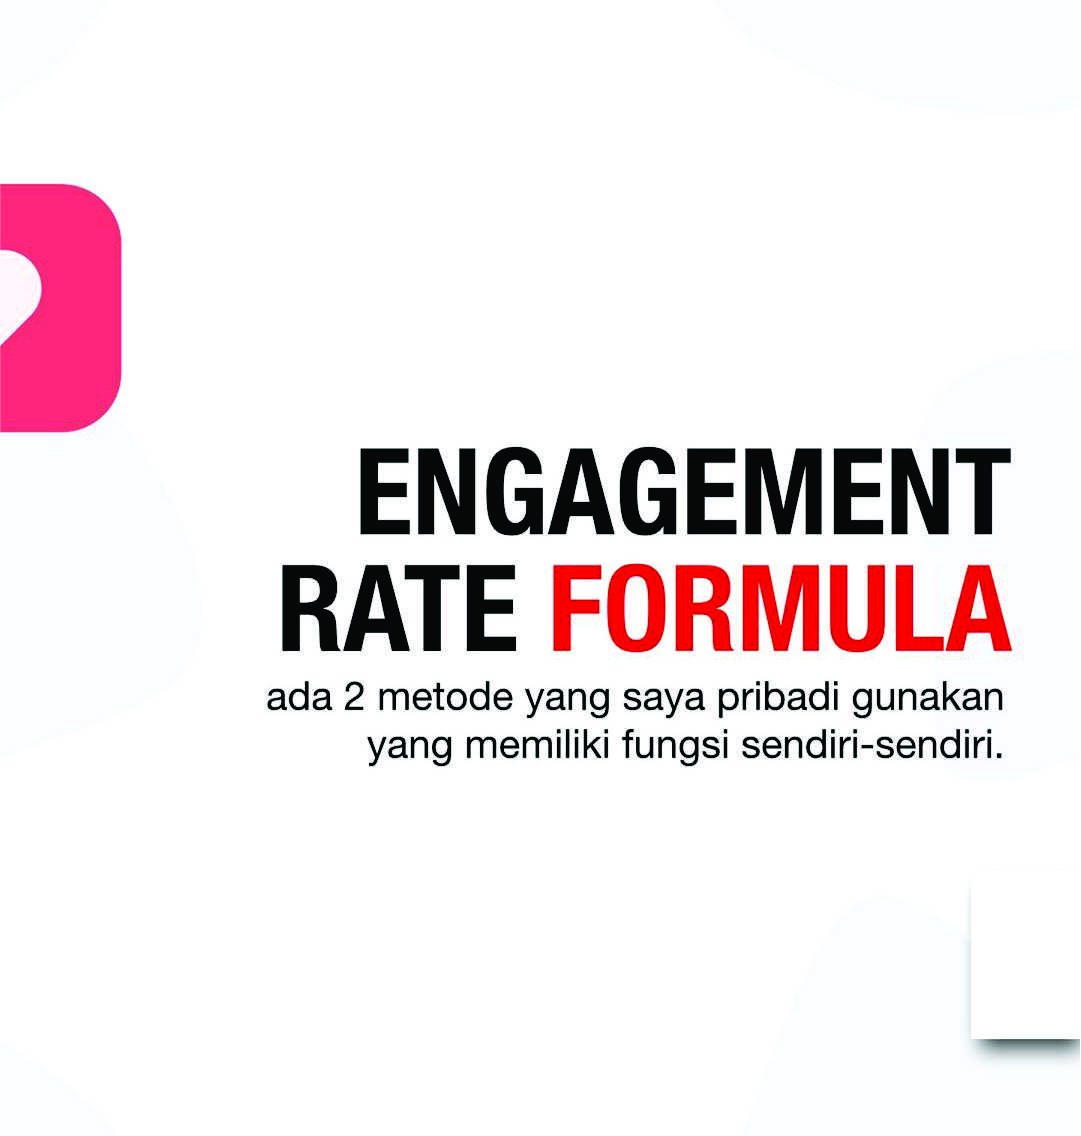 ENGAGEMENT
RATE FORMULA
ada 2 metode yang saya pribadi gunakan
yang memiliki fungsi sendiri-sendiri.